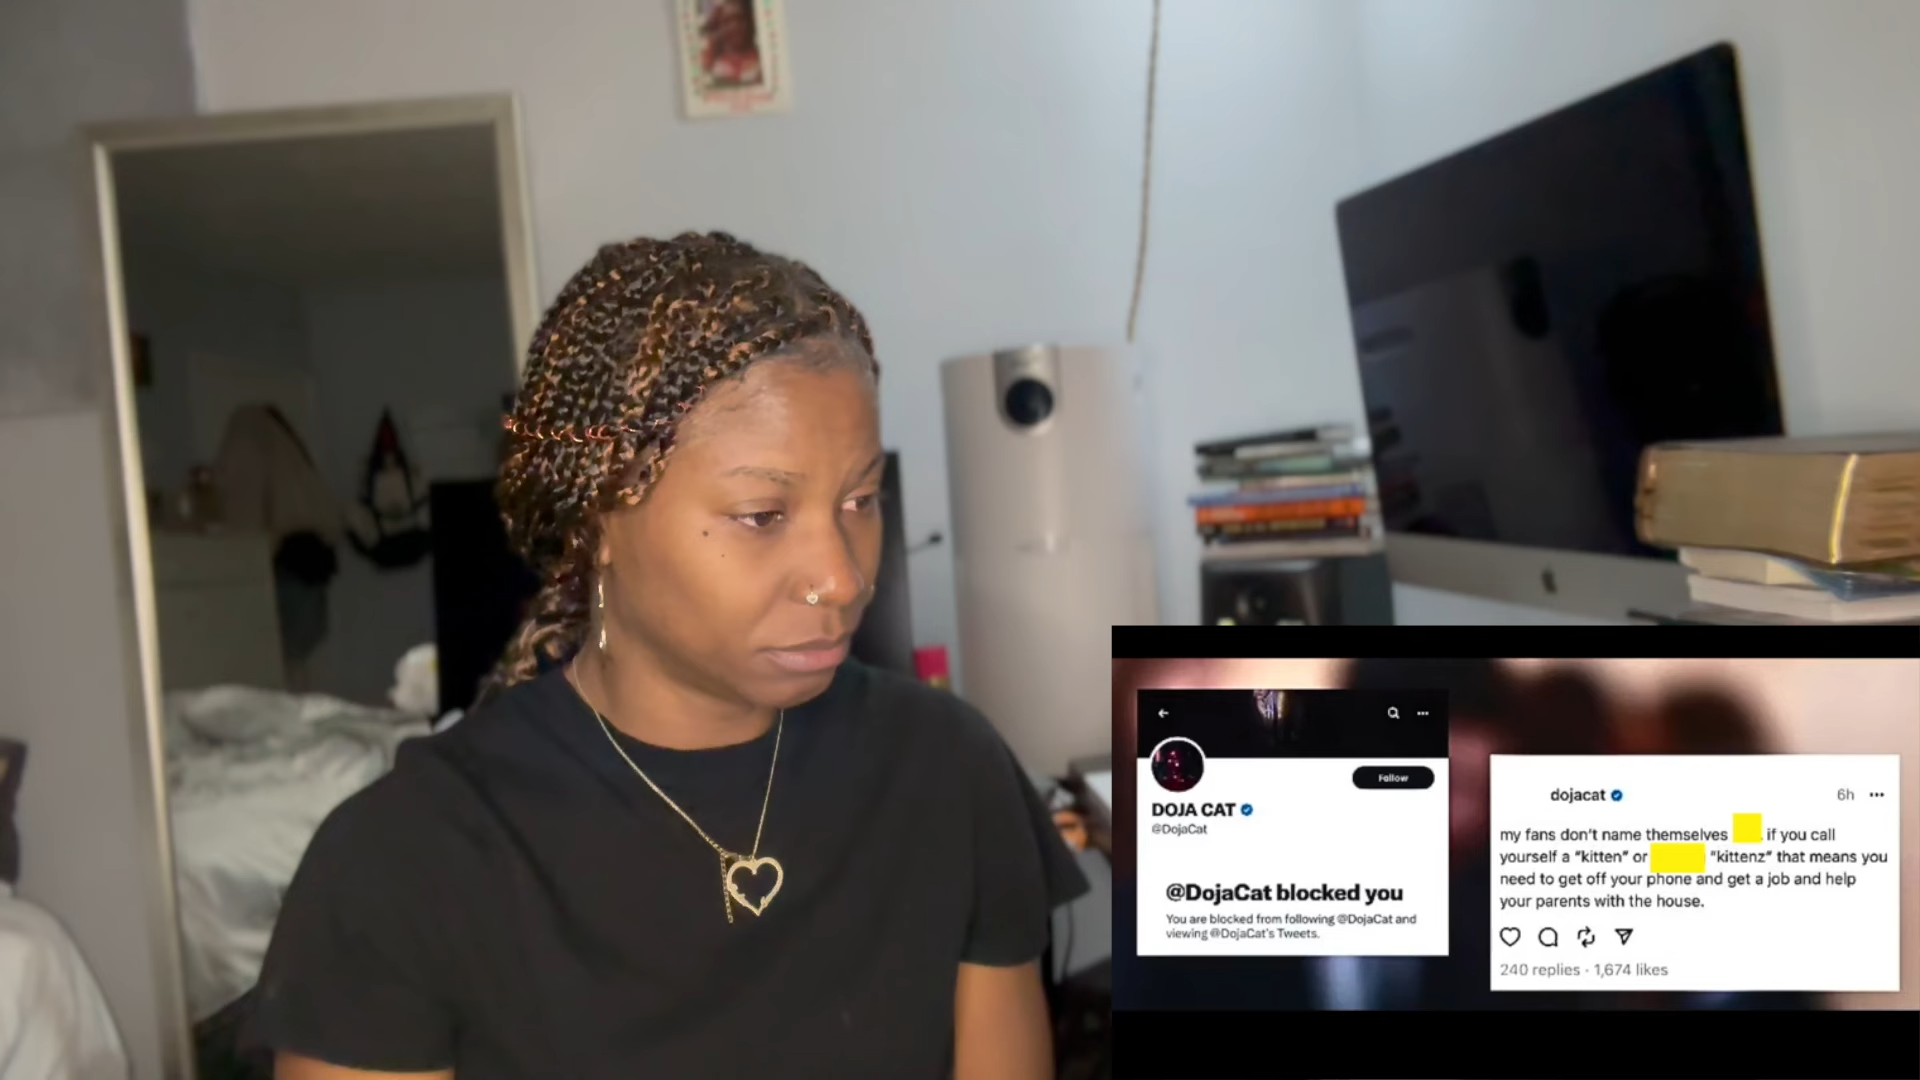 DOJA CAT
@DojaCat
Follow
@DojaCat blocked you
You are blocked from following @DojaCat and
viewing @DojaCat's Tweets.
dojacat
6h
my fans don't name themselves if you call
yourself a "kitten" or "kittenz" that means you
need to get off your phone and get a job and help
your parents with the house.
240 replies · 1,674 likes